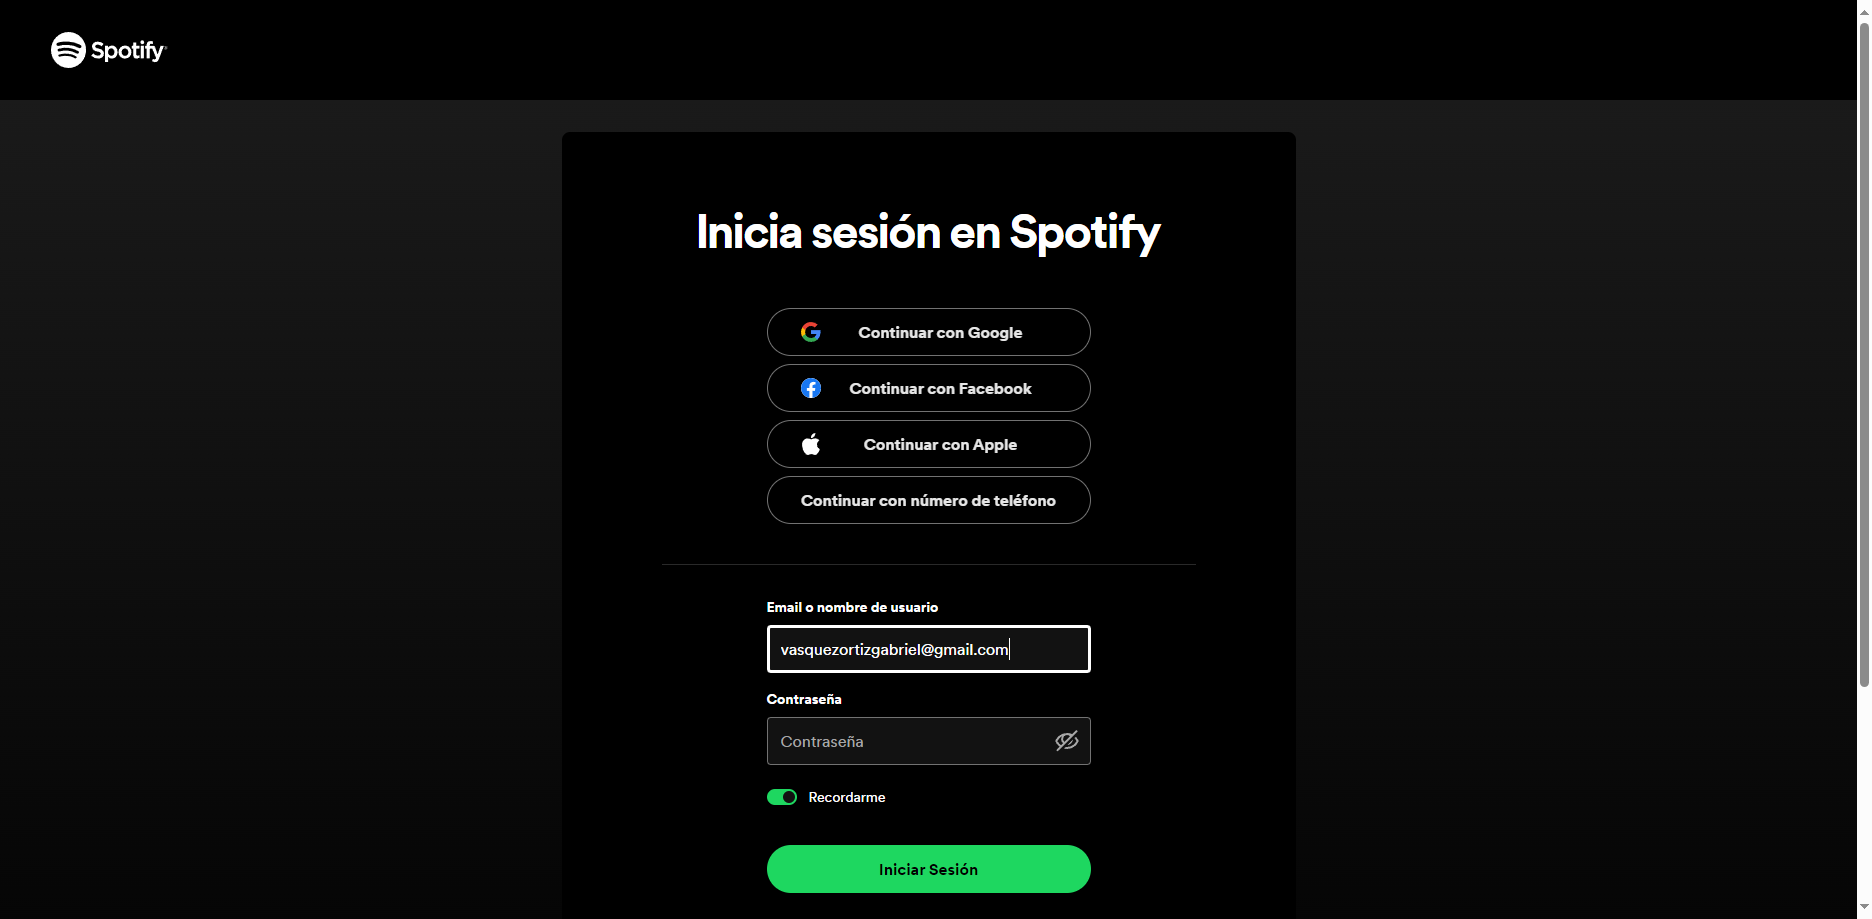 Spotify
Inicia sesión en Spotify
Continuar con Google
Continuar con Facebook
Continuar con Apple
Continuar con número de teléfono
Email o nombre de usuario
vasquezortizgabriel@gmail.com
Contraseña
Contraseña
Recordarme
Iniciar Sesión